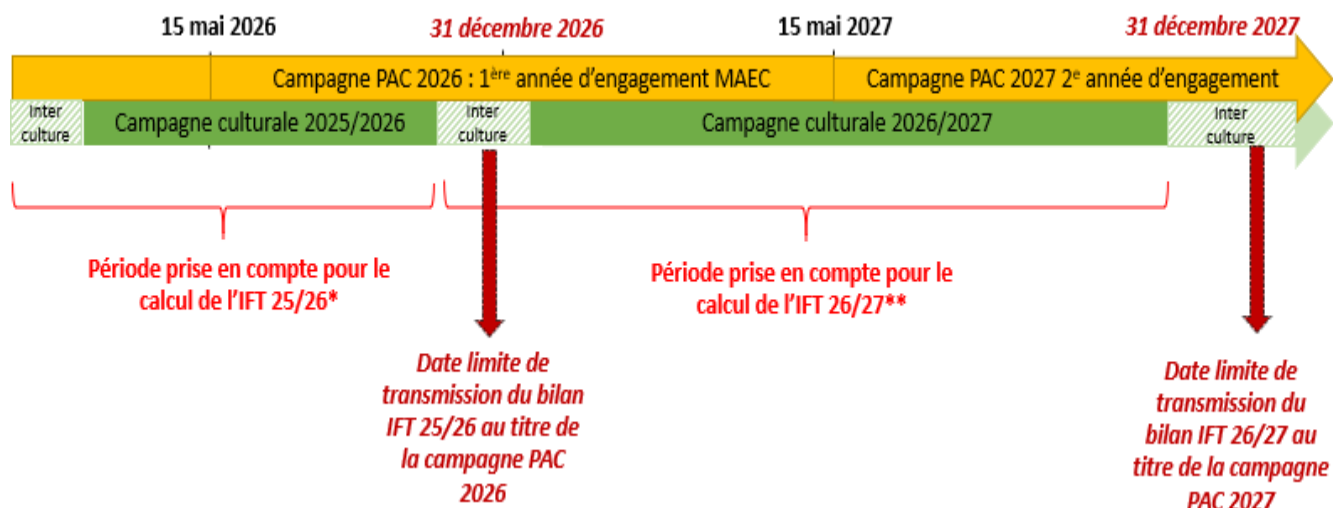 15 mai 2026
31 décembre 2026
15 mai 2027
31 décembre 2027
Campagne PAC 2026 : 1ère année d’engagement MAEC
Campagne PAC 2027 2e année d’engagement
Inter
culture
Campagne culturale 2025/2026
Inter
culture
Campagne culturale 2026/2027
Inter
culture
Période prise en compte pour le
calcul de l’IFT 25/26*
Période prise en compte pour le
calcul de l’IFT 26/27**
Date limite de
transmission du bilan
IFT 25/26 au titre de
la campagne PAC
2026
Date limite de
transmission du
bilan IFT 26/27 au
titre de la campagne
PAC 2027